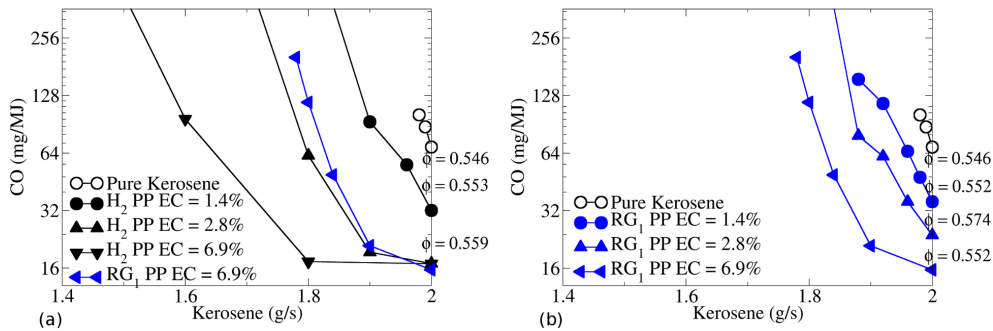 256
128
64
32
16
CO (mg/MJ)
ϕ = 0.546
ϕ = 0.553
ϕ = 0.559
Pure Kerosene
H2 PP EC = 1.4%
H2 PP EC = 2.8%
H2 PP EC = 6.9%
RG1 PP EC = 6.9%
1.4
1.6
1.8
2
Kerosene (g/s)
(a)
256
128
64
32
16
CO (mg/MJ)
ϕ = 0.546
ϕ = 0.552
ϕ = 0.574
ϕ = 0.552
Pure Kerosene
RG1 PP EC = 1.4%
RG1 PP EC = 2.8%
RG1 PP EC = 6.9%
1.4
1.6
1.8
2
Kerosene (g/s)
(b)